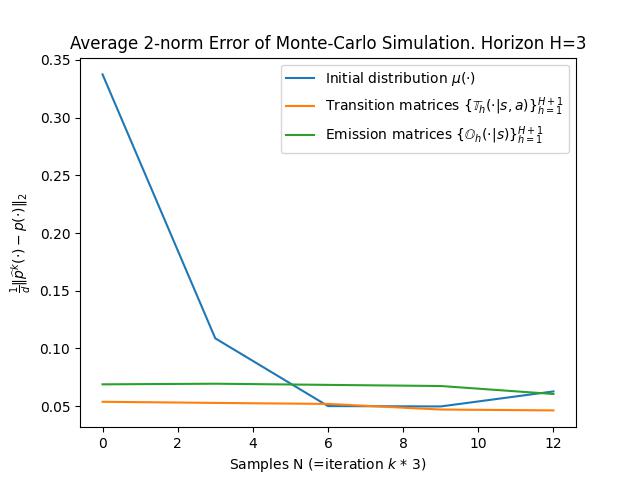 Average 2-norm Error of Monte-Carlo Simulation. Horizon H=3
Initial distribution μ(·)
Transition matrices {𝕋ₕ(·|s, a)}ₕ₌₁ᴴ⁺¹
Emission matrices {𝕆ₕ(·|s)}ₕ₌₁ᴴ⁺¹
1/d ‖p̂ᵏ(·) − p(·)‖₂
0.35
0.30
0.25
0.20
0.15
0.10
0.05
0 2 4 6 8 10 12
Samples N (=iteration k * 3)